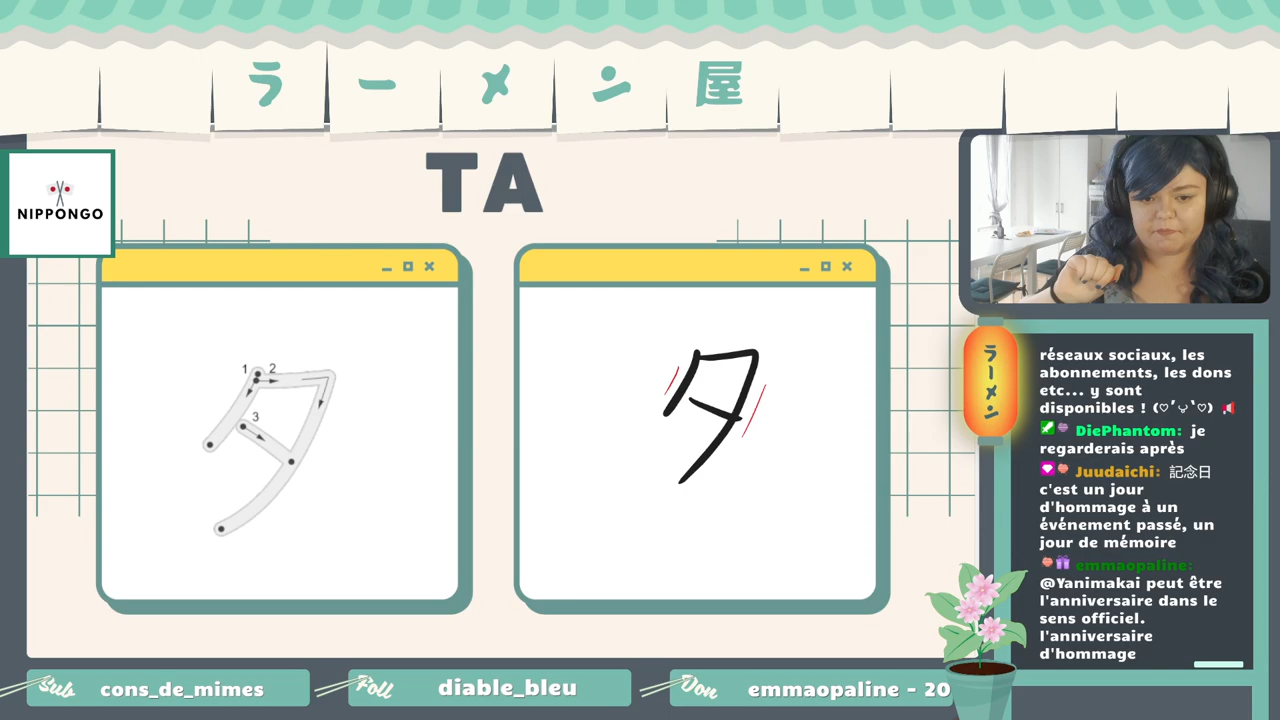 ラーメン屋
TA
NIPPONGO
1 2
3
タ
ラーメン
réseaux sociaux, les
abonnements, les dons
etc... y sont
disponibles ! (♡˙︶˙♡)
DiePhantom: je
regarderais après
Juudaichi: 記念日
c'est un jour
d'hommage à un
événement passé, un
jour de mémoire
emmaopaline:
@Yanimakai peut être
l'anniversaire dans le
sens officiel.
l'anniversaire
d'hommage
Sub cons_de_mimes
Foll diable_bleu
Don emmaopaline - 20